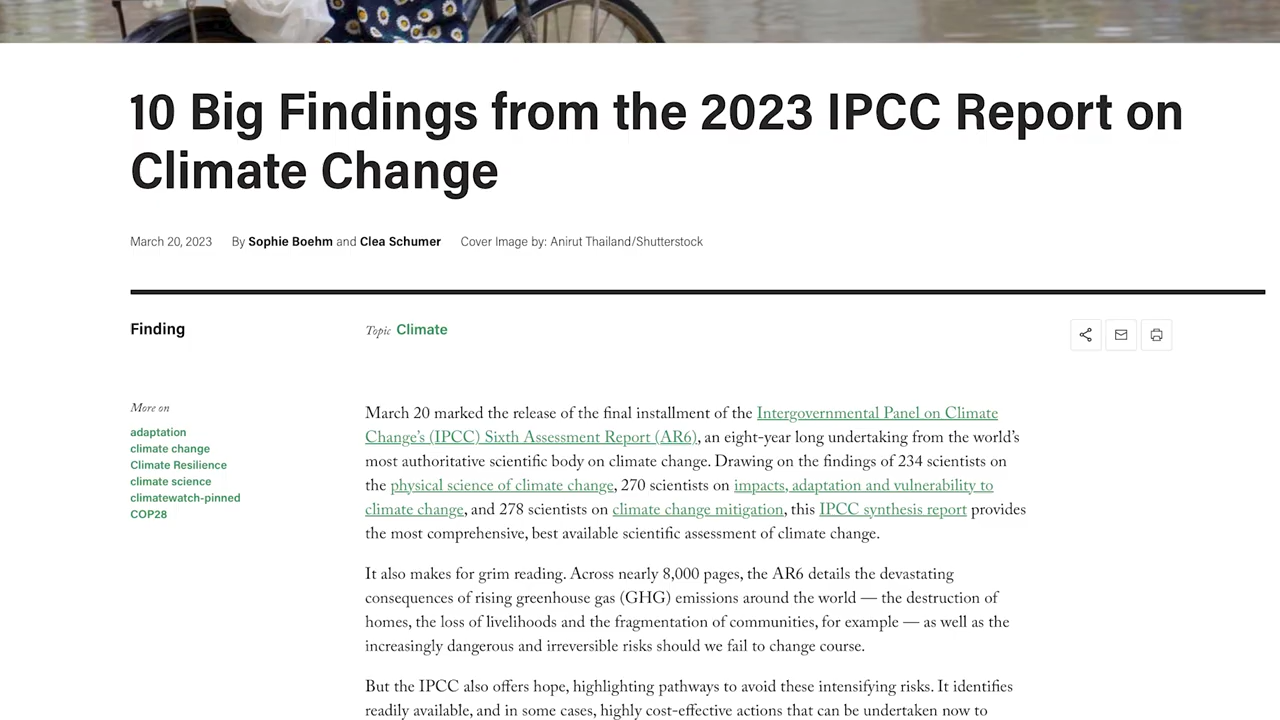 10 Big Findings from the 2023 IPCC Report on
Climate Change
March 20, 2023 By Sophie Boehm and Clea Schumer Cover Image by: Anirut Thailand/Shutterstock
Finding
Topic Climate
More on
adaptation
climate change
Climate Resilience
climate science
climatewatch-pinned
COP28
March 20 marked the release of the final installment of the Intergovernmental Panel on Climate
Change’s (IPCC) Sixth Assessment Report (AR6), an eight-year long undertaking from the world’s
most authoritative scientific body on climate change. Drawing on the findings of 234 scientists on
the physical science of climate change, 270 scientists on impacts, adaptation and vulnerability to
climate change, and 278 scientists on climate change mitigation, this IPCC synthesis report provides
the most comprehensive, best available scientific assessment of climate change.
It also makes for grim reading. Across nearly 8,000 pages, the AR6 details the devastating
consequences of rising greenhouse gas (GHG) emissions around the world — the destruction of
homes, the loss of livelihoods and the fragmentation of communities, for example — as well as the
increasingly dangerous and irreversible risks should we fail to change course.
But the IPCC also offers hope, highlighting pathways to avoid these intensifying risks. It identifies
readily available, and in some cases, highly cost-effective actions that can be undertaken now to